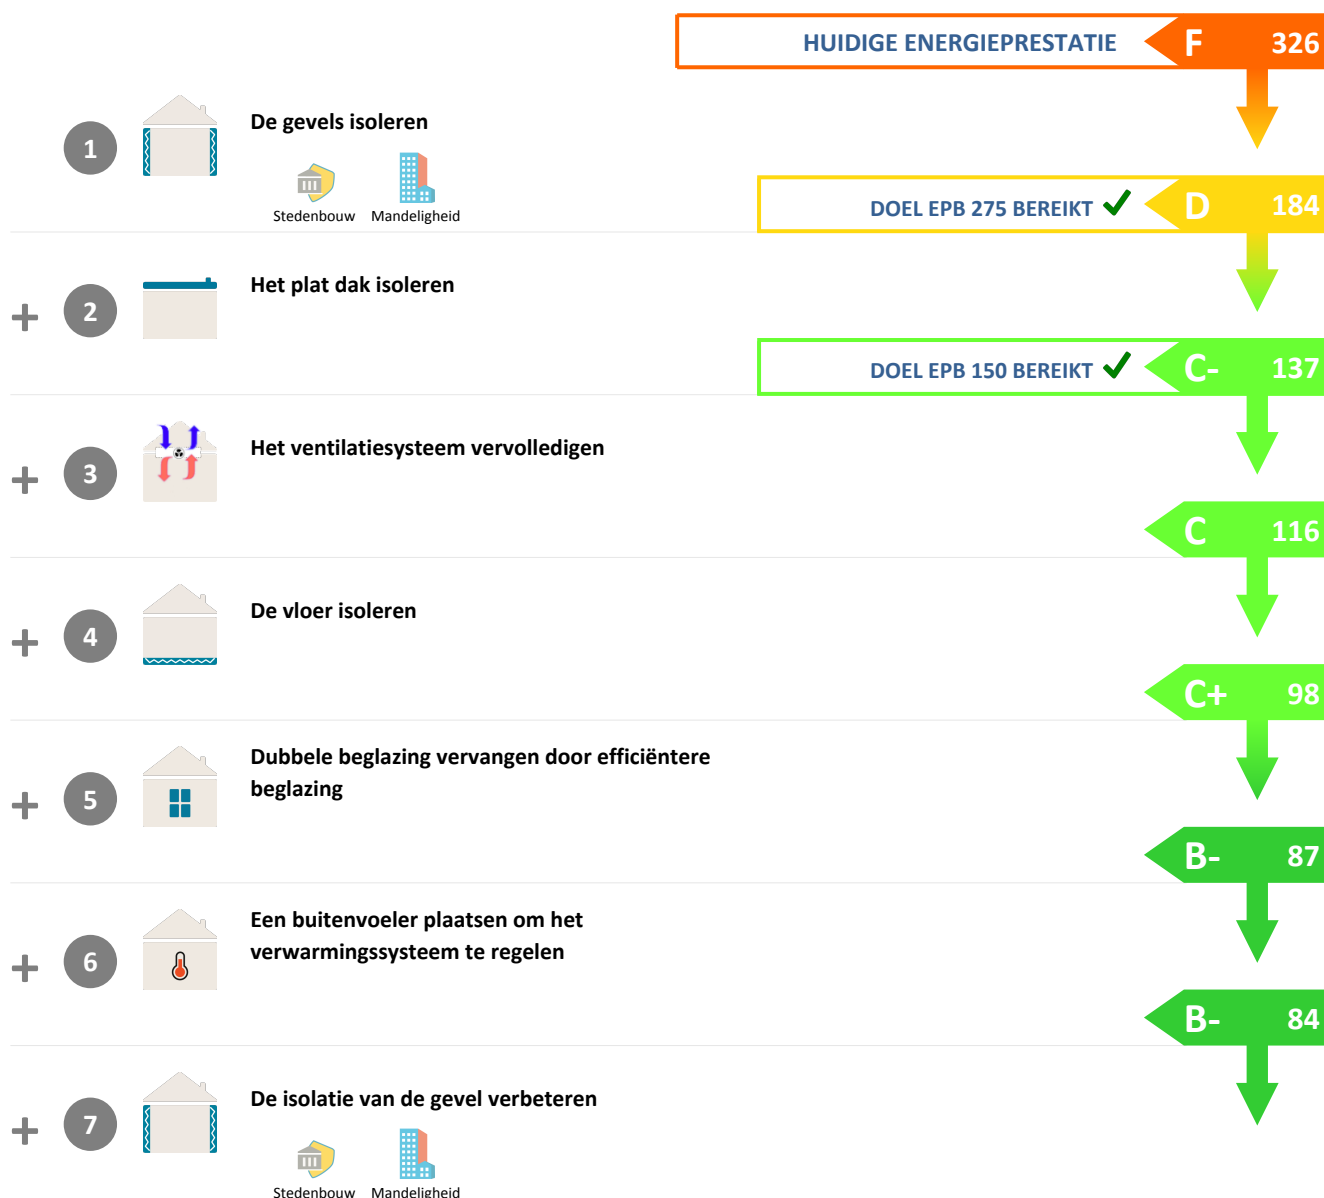 HUIDIGE ENERGIEPRESTATIE F 326
1 De gevels isoleren
Stedenbouw Mandeligheid
DOEL EPB 275 BEREIKT ✓ D 184
+ 2 Het plat dak isoleren
DOEL EPB 150 BEREIKT ✓ C- 137
+ 3 Het ventilatiesysteem vervolledigen
C 116
+ 4 De vloer isoleren
C+ 98
+ 5 Dubbele beglazing vervangen door efficiëntere
beglazing
B- 87
+ 6 Een buitenvoeler plaatsen om het
verwarmingssysteem te regelen
B- 84
+ 7 De isolatie van de gevel verbeteren
Stedenbouw Mandeligheid